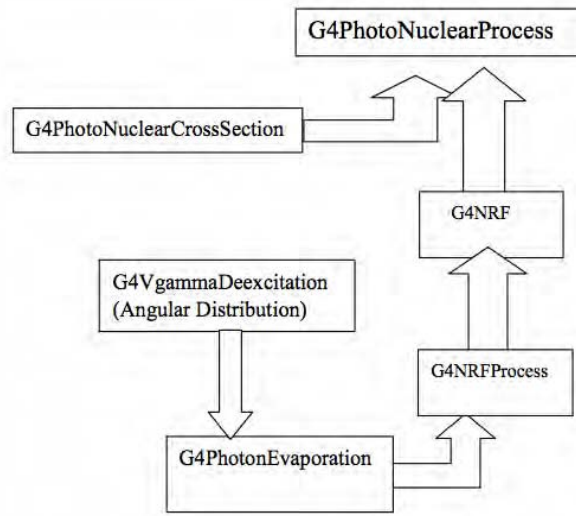 G4PhotoNuclearProcess
G4PhotoNuclearCrossSection
G4NRF
G4VgammaDeexcitation
(Angular Distribution)
G4NRFProcess
G4PhotonEvaporation